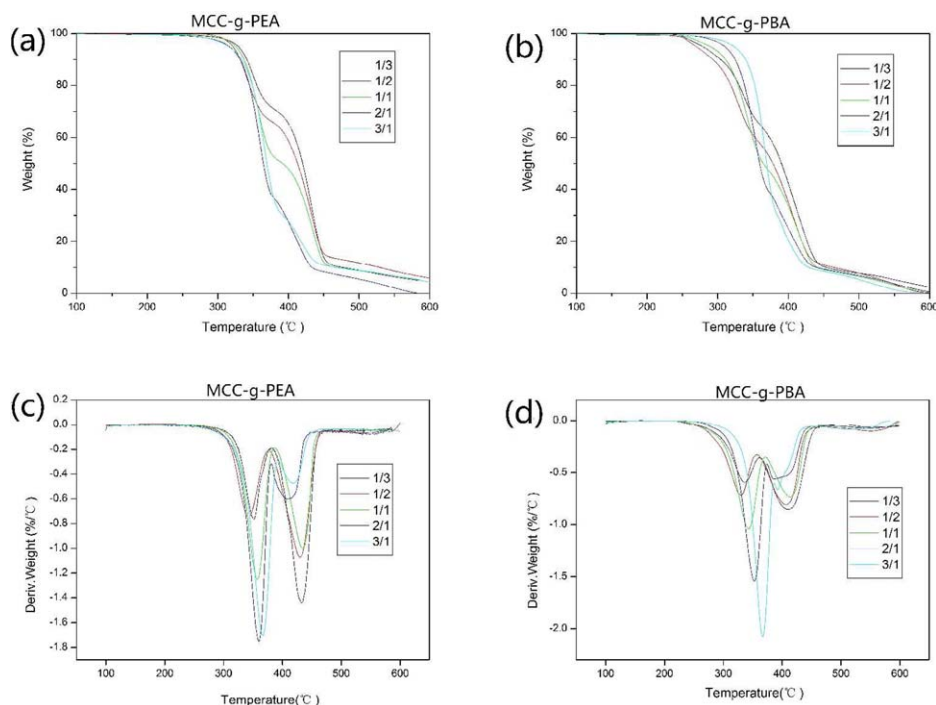 MCC-g-PEA
(a)
100
80
60
40
20
0
Weight (%)
1/3
1/2
1/1
2/1
3/1
100 200 300 400 500 600
Temperature (℃)
MCC-g-PBA
(b)
100
80
60
40
20
0
Weight (%)
1/3
1/2
1/1
2/1
3/1
100 200 300 400 500 600
Temperature (℃)
MCC-g-PEA
(c)
0.2
0.0
-0.2
-0.4
-0.6
-0.8
-1.0
-1.2
-1.4
-1.6
-1.8
Deriv.Weight (%/℃)
1/3
1/2
1/1
2/1
3/1
100 200 300 400 500 600
Temperature(℃)
MCC-g-PBA
(d)
0.0
-0.5
-1.0
-1.5
-2.0
Deriv.Weight (%/℃)
1/3
1/2
1/1
2/1
3/1
100 200 300 400 500 600
Temperature(℃)